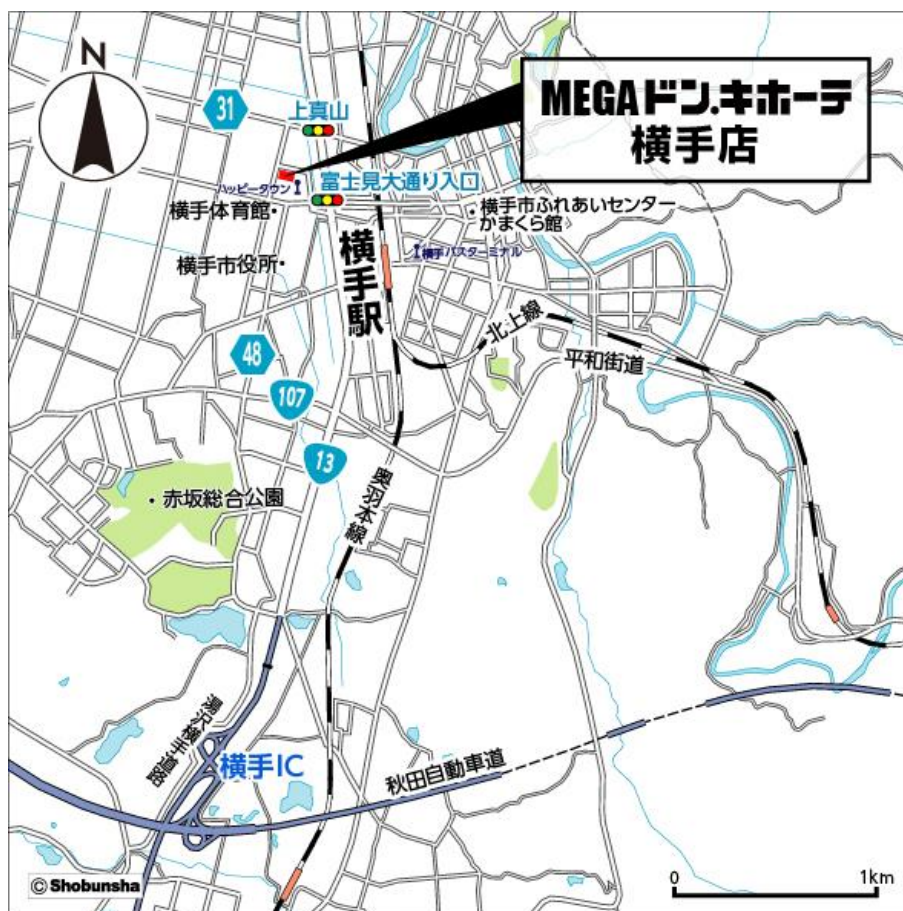 N
MEGAドン.キホーテ
横手店
31
上真山
ハッピータウン
富士見大通り入口
横手体育館
横手市ふれあいセンター
かまくら館
横手バスターミナル
横手市役所
横手駅
北上線
平和街道
48
107
13
赤坂総合公園
奥羽本線
湯沢横手道路
横手IC
秋田自動車道
© Shobunsha
0
1km